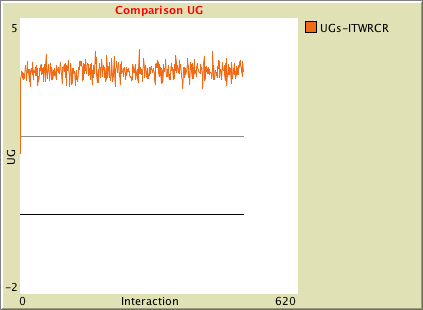 Comparison UG
5
UGs-ITWRCR
UG
-2
0 Interaction 620